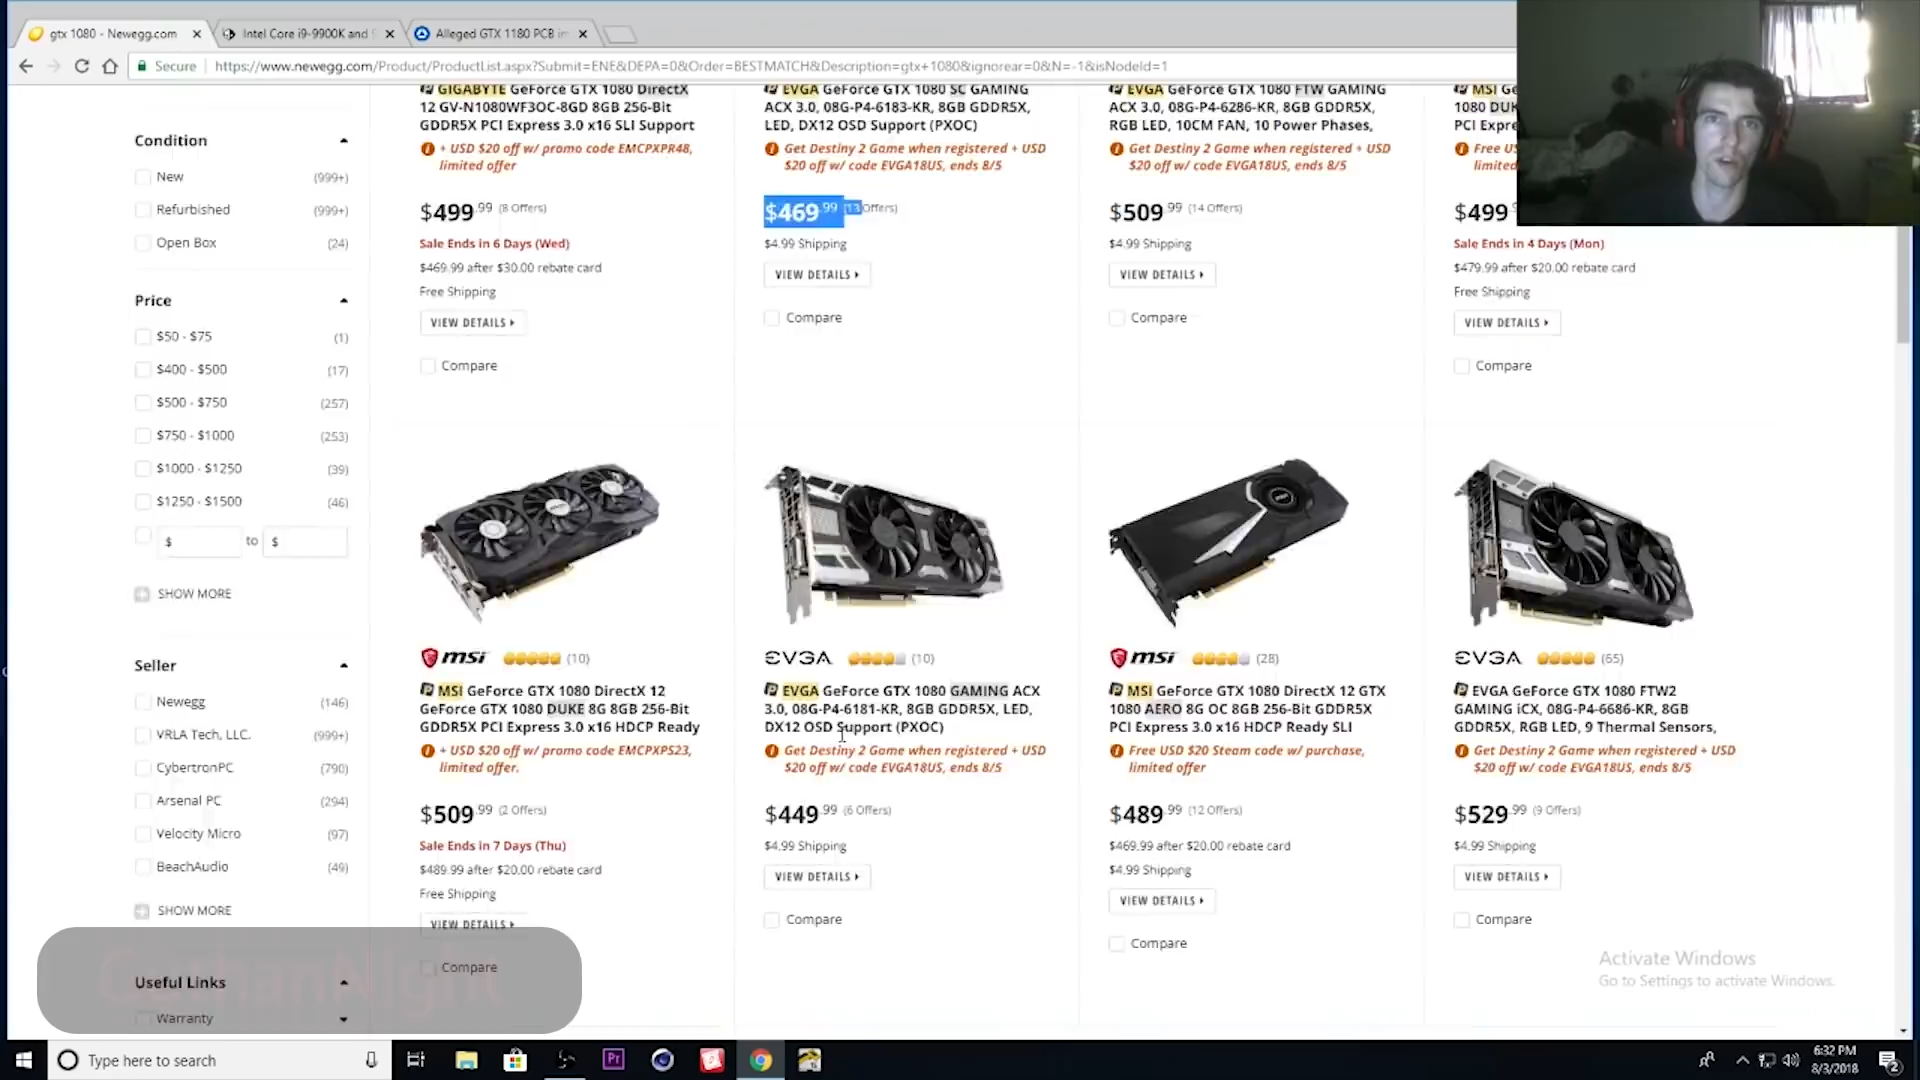 gtx 1080 - Newegg.com
Intel Core i9-9900K and
Alleged GTX 1180 PCB im
Secure
https://www.newegg.com/Product/ProductList.aspx?Submit=ENE&DEPA=0&Order=BESTMATCH&Description=gtx+1080&ignorear=0&N=-1&isNodeId=1
Condition
New (999+)
Refurbished (999+)
Open Box (24)
Price
$50 - $75 (1)
$400 - $500 (17)
$500 - $750 (257)
$750 - $1000 (253)
$1000 - $1250 (39)
$1250 - $1500 (46)
$ to $
SHOW MORE
Seller
Newegg (146)
VRLA Tech, LLC. (999+)
CybertronPC (790)
Arsenal PC (294)
Velocity Micro (97)
BeachAudio (49)
SHOW MORE
Useful Links
Warranty
GIGABYTE GeForce GTX 1080 DirectX
12 GV-N1080WF3OC-8GD 8GB 256-Bit
GDDR5X PCI Express 3.0 x16 SLI Support
+ USD $20 off w/ promo code EMCPXPR48,
limited offer
$499.99 (8 Offers)
Sale Ends in 6 Days (Wed)
$469.99 after $30.00 rebate card
Free Shipping
VIEW DETAILS
Compare
EVGA GeForce GTX 1080 SC GAMING
ACX 3.0, 08G-P4-6183-KR, 8GB GDDR5X,
LED, DX12 OSD Support (PXOC)
Get Destiny 2 Game when registered + USD
$20 off w/ code EVGA18US, ends 8/5
$469.99 (13 Offers)
$4.99 Shipping
VIEW DETAILS
Compare
EVGA GeForce GTX 1080 FTW GAMING
ACX 3.0, 08G-P4-6286-KR, 8GB GDDR5X,
RGB LED, 10CM FAN, 10 Power Phases,
Get Destiny 2 Game when registered + USD
$20 off w/ code EVGA18US, ends 8/5
$509.99 (14 Offers)
$4.99 Shipping
VIEW DETAILS
Compare
MSI Ge
1080 DUK
PCI Expre
Free US
limited
$499
Sale Ends in 4 Days (Mon)
$479.99 after $20.00 rebate card
Free Shipping
VIEW DETAILS
Compare
msi (10)
MSI GeForce GTX 1080 DirectX 12
GeForce GTX 1080 DUKE 8G 8GB 256-Bit
GDDR5X PCI Express 3.0 x16 HDCP Ready
+ USD $20 off w/ promo code EMCPXPS23,
limited offer.
$509.99 (2 Offers)
Sale Ends in 7 Days (Thu)
$489.99 after $20.00 rebate card
Free Shipping
VIEW DETAILS
Compare
EVGA (10)
EVGA GeForce GTX 1080 GAMING ACX
3.0, 08G-P4-6181-KR, 8GB GDDR5X, LED,
DX12 OSD Support (PXOC)
Get Destiny 2 Game when registered + USD
$20 off w/ code EVGA18US, ends 8/5
$449.99 (6 Offers)
$4.99 Shipping
VIEW DETAILS
Compare
msi (28)
MSI GeForce GTX 1080 DirectX 12 GTX
1080 AERO 8G OC 8GB 256-Bit GDDR5X
PCI Express 3.0 x16 HDCP Ready SLI
Free USD $20 Steam code w/ purchase,
limited offer
$489.99 (12 Offers)
$469.99 after $20.00 rebate card
$4.99 Shipping
VIEW DETAILS
Compare
EVGA (65)
EVGA GeForce GTX 1080 FTW2
GAMING iCX, 08G-P4-6686-KR, 8GB
GDDR5X, RGB LED, 9 Thermal Sensors,
Get Destiny 2 Game when registered + USD
$20 off w/ code EVGA18US, ends 8/5
$529.99 (9 Offers)
$4.99 Shipping
VIEW DETAILS
Compare
Activate Windows
Go to Settings to activate Windows.
Type here to search
Pr
6:32 PM
8/3/2018
2